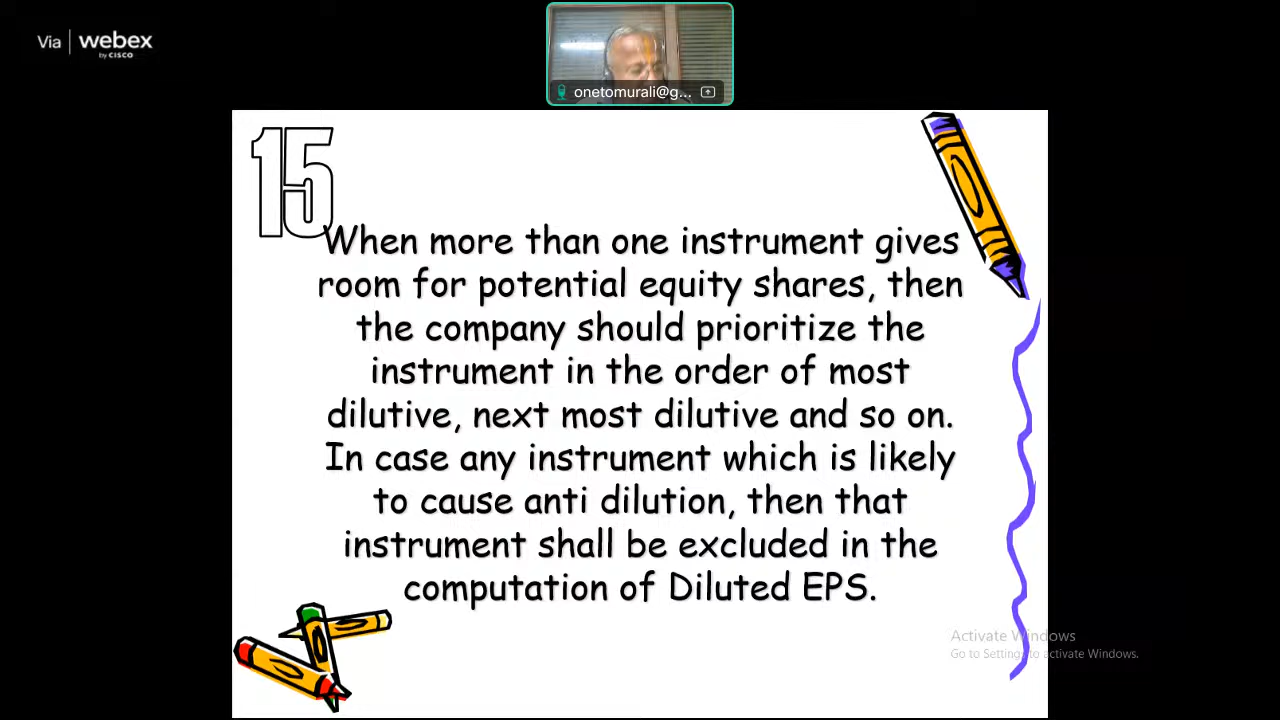 Via webex
by CISCO
onetomurali@g...
15
When more than one instrument gives
room for potential equity shares, then
the company should prioritize the
instrument in the order of most
dilutive, next most dilutive and so on.
In case any instrument which is likely
to cause anti dilution, then that
instrument shall be excluded in the
computation of Diluted EPS.
Activate Windows
Go to Settings to activate Windows.